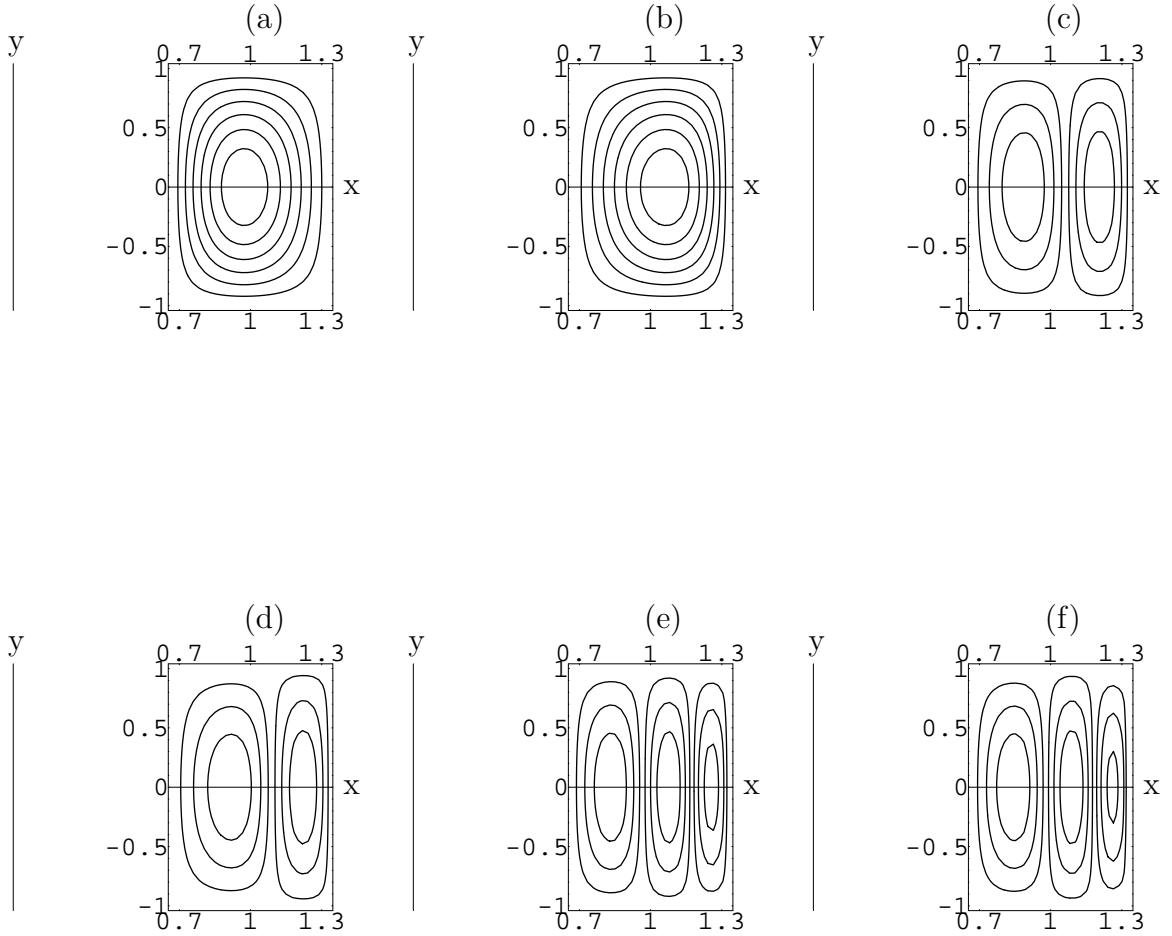 (a) (b) (c)
y y y
0.7 1 1.3 0.7 1 1.3 0.7 1 1.3
1 1 1
0.5 0.5 0.5
0 x 0 x 0 x
-0.5 -0.5 -0.5
-1 -1 -1
0.7 1 1.3 0.7 1 1.3 0.7 1 1.3
(d) (e) (f)
y y y
0.7 1 1.3 0.7 1 1.3 0.7 1 1.3
1 1 1
0.5 0.5 0.5
0 x 0 x 0 x
-0.5 -0.5 -0.5
-1 -1 -1
0.7 1 1.3 0.7 1 1.3 0.7 1 1.3